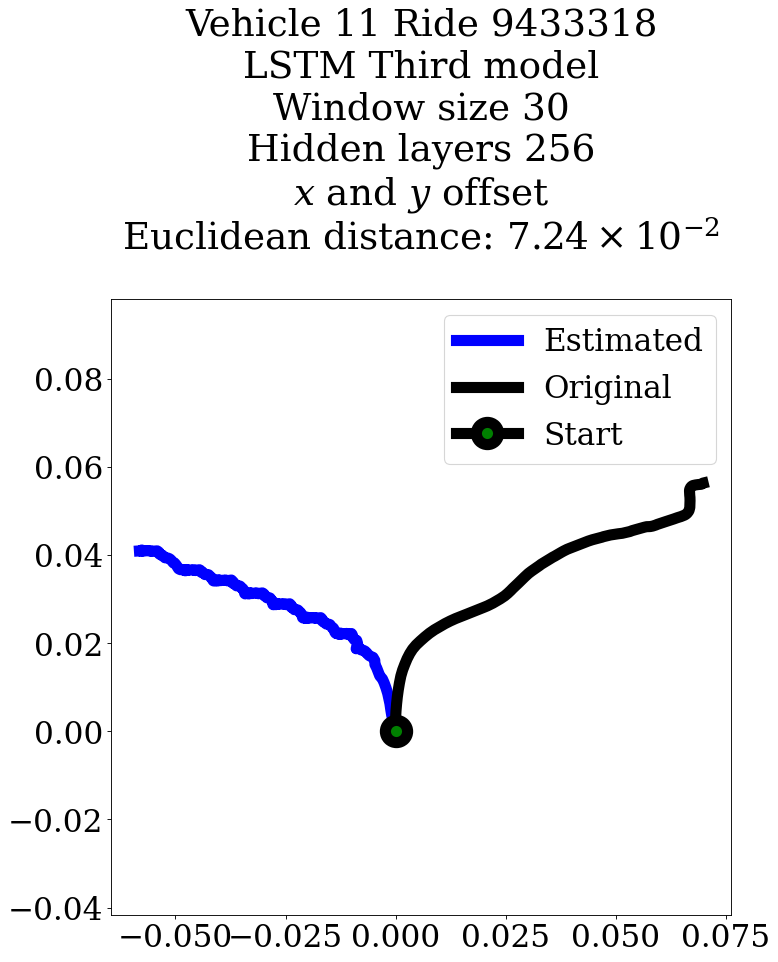 Vehicle 11 Ride 9433318
LSTM Third model
Window size 30
Hidden layers 256
x and y offset
Euclidean distance: 7.24 × 10⁻²
Estimated
Original
Start
0.08
0.06
0.04
0.02
0.00
−0.02
−0.04
−0.050 −0.025 0.000 0.025 0.050 0.075